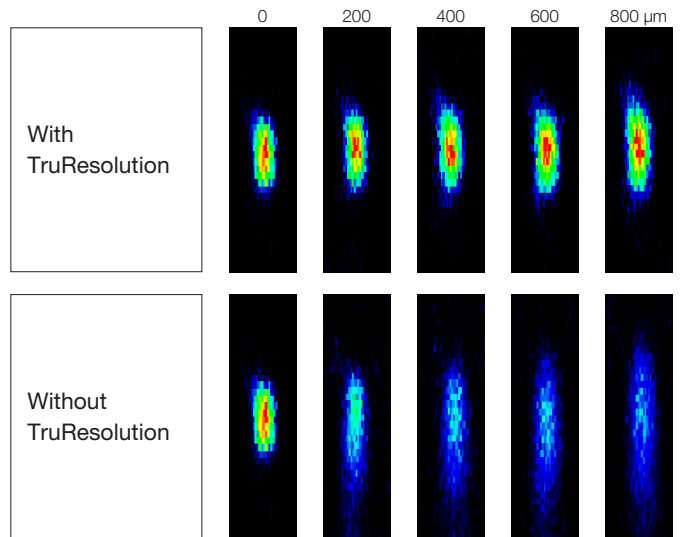 0 200 400 600 800 µm
With
TruResolution
Without
TruResolution